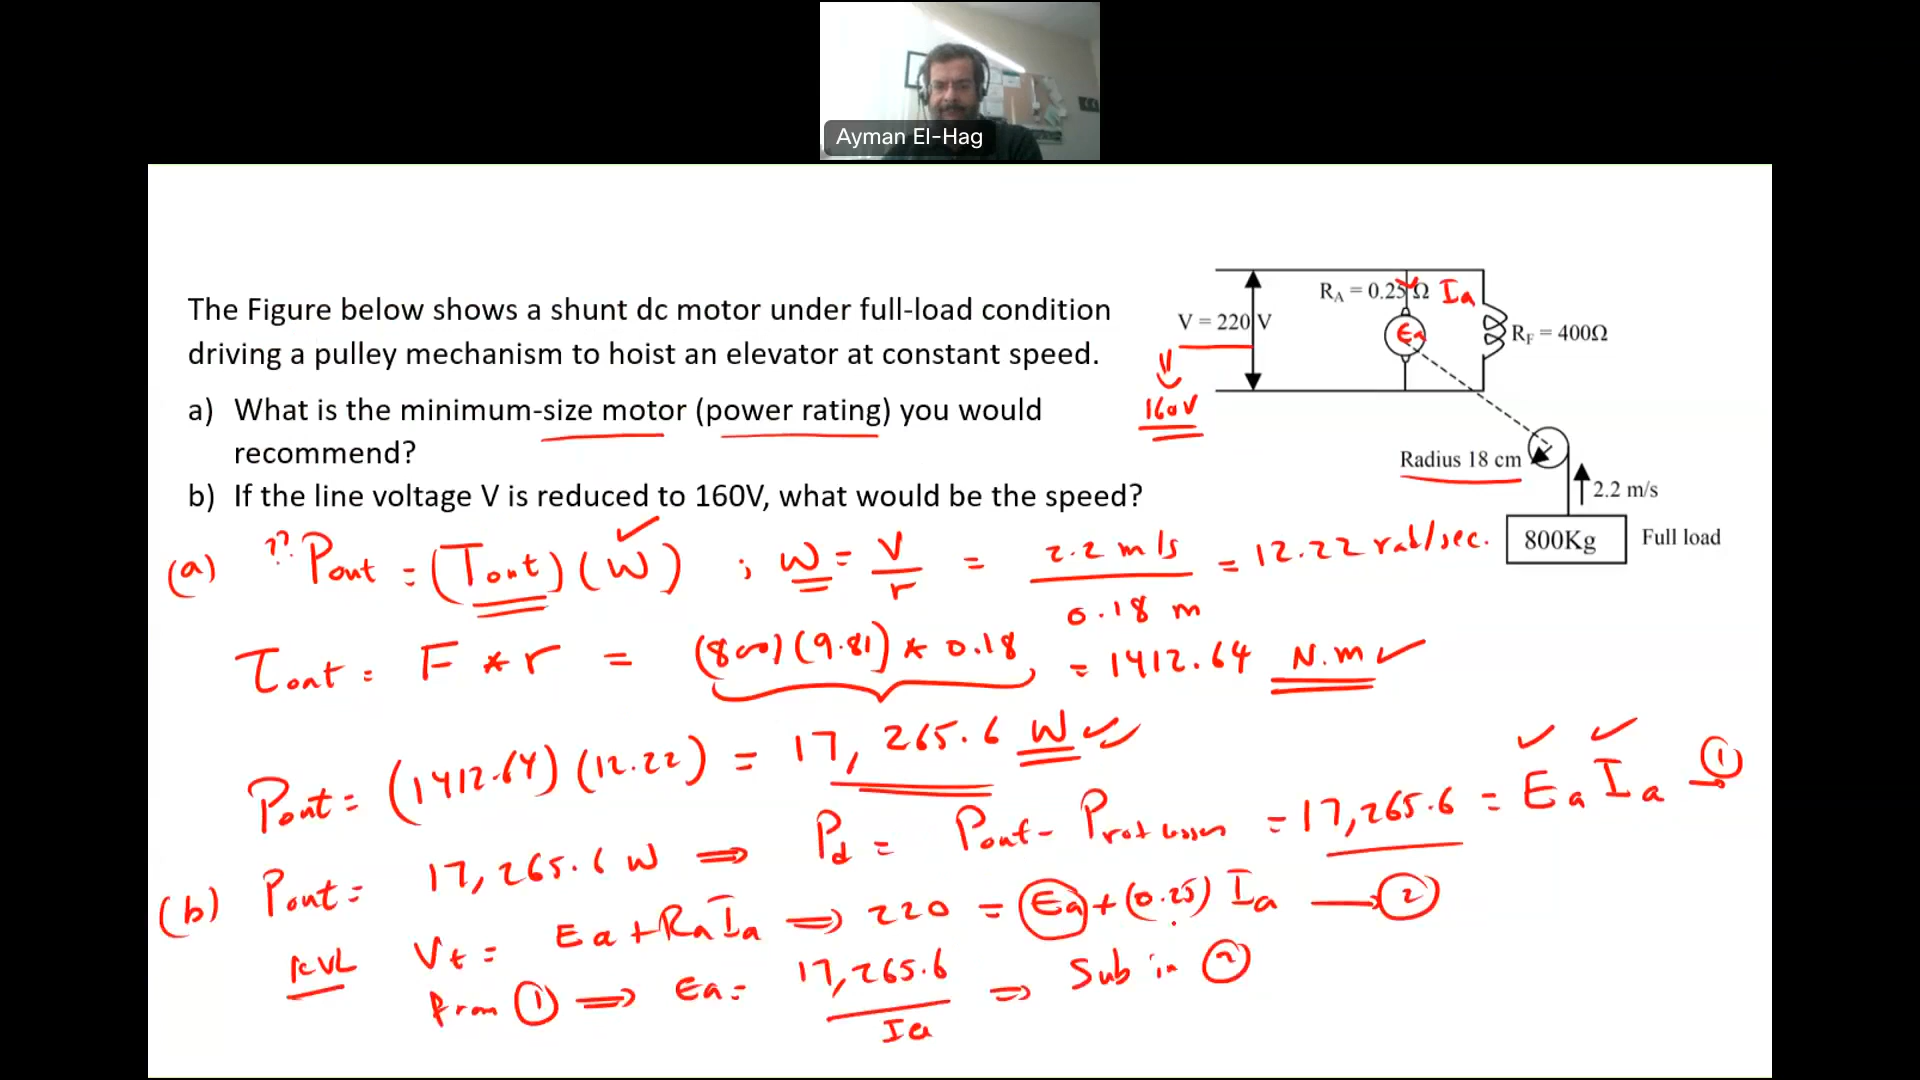 Ayman El-Hag
The Figure below shows a shunt dc motor under full-load condition
driving a pulley mechanism to hoist an elevator at constant speed.
a) What is the minimum-size motor (power rating) you would
recommend?
b) If the line voltage V is reduced to 160V, what would be the speed?
V = 220 V
160V
R_A = 0.25 Ω Ia
Ea
R_F = 400Ω
Radius 18 cm
2.2 m/s
800Kg Full load
(a) ?? Pout = (Tout) (W) ; ω = V/r = 2.2 m/s / 0.18 m = 12.22 rad/sec.
Tout = F * r = (800)(9.81) * 0.18 = 1412.64 N.m
Pout = (1412.64) (12.22) = 17,265.6 W
(b) Pout = 17,265.6 W ⇒ Pd = Pout - Prot losses = 17,265.6 = Ea Ia → ①
KVL Vt = Ea + Ra Ia ⇒ 220 = Ea + (0.25) Ia → ②
from ① ⇒ Ea = 17,265.6 / Ia ⇒ Sub in ②